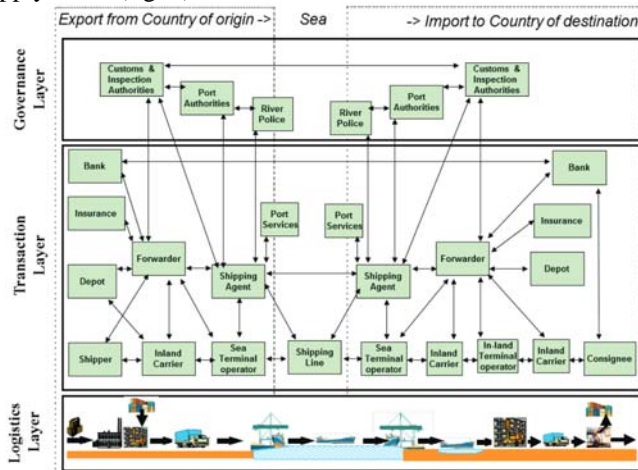 Export from Country of origin ->
Sea
-> Import to Country of destination
Governance
Layer
Customs &
Inspection
Authorities
Port
Authorities
River
Police
River
Police
Port
Authorities
Customs &
Inspection
Authorities
Transaction
Layer
Bank
Insurance
Forwarder
Depot
Shipper
Inland
Carrier
Sea
Terminal
operator
Shipping
Agent
Port
Services
Port
Services
Shipping
Agent
Shipping
Line
Sea
Terminal
operator
Forwarder
Bank
Insurance
Depot
Inland
Carrier
In-land
Terminal
operator
Inland
Carrier
Consignee
Logistics
Layer